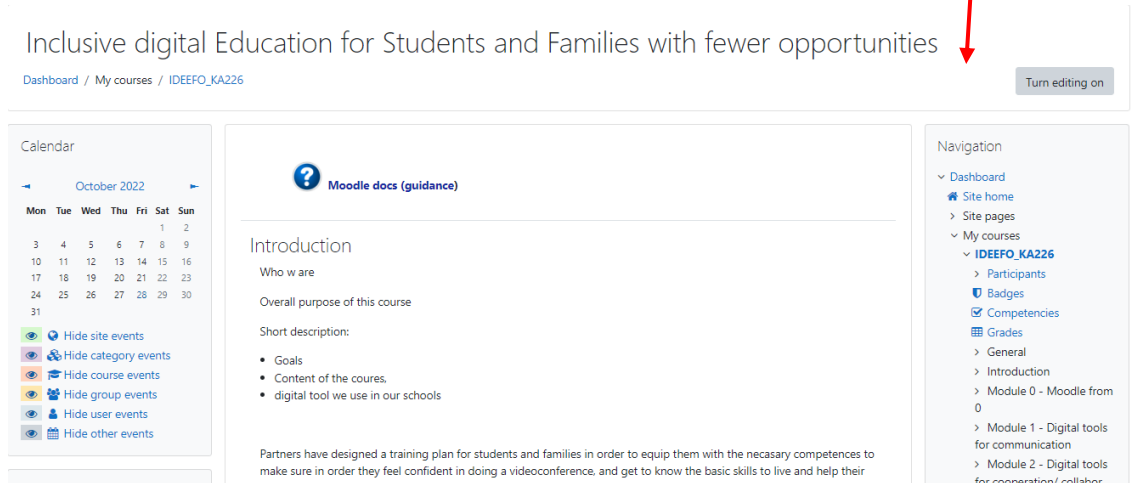 Inclusive digital Education for Students and Families with fewer opportunities
Dashboard / My courses / IDEEFO_KA226
Turn editing on
Calendar
◄ October 2022 ►
Mon Tue Wed Thu Fri Sat Sun
1 2
3 4 5 6 7 8 9
10 11 12 13 14 15 16
17 18 19 20 21 22 23
24 25 26 27 28 29 30
31
Hide site events
Hide category events
Hide course events
Hide group events
Hide user events
Hide other events
Moodle docs (guidance)
Introduction
Who w are
Overall purpose of this course
Short description:
• Goals
• Content of the coures,
• digital tool we use in our schools
Partners have designed a training plan for students and families in order to equip them with the necasary competences to
make sure in order they feel confident in doing a videoconference, and get to know the basic skills to live and help their
Navigation
Dashboard
Site home
Site pages
My courses
IDEEFO_KA226
Participants
Badges
Competencies
Grades
General
Introduction
Module 0 - Moodle from
0
Module 1 - Digital tools
for communication
Module 2 - Digital tools
for cooperation/ collabor